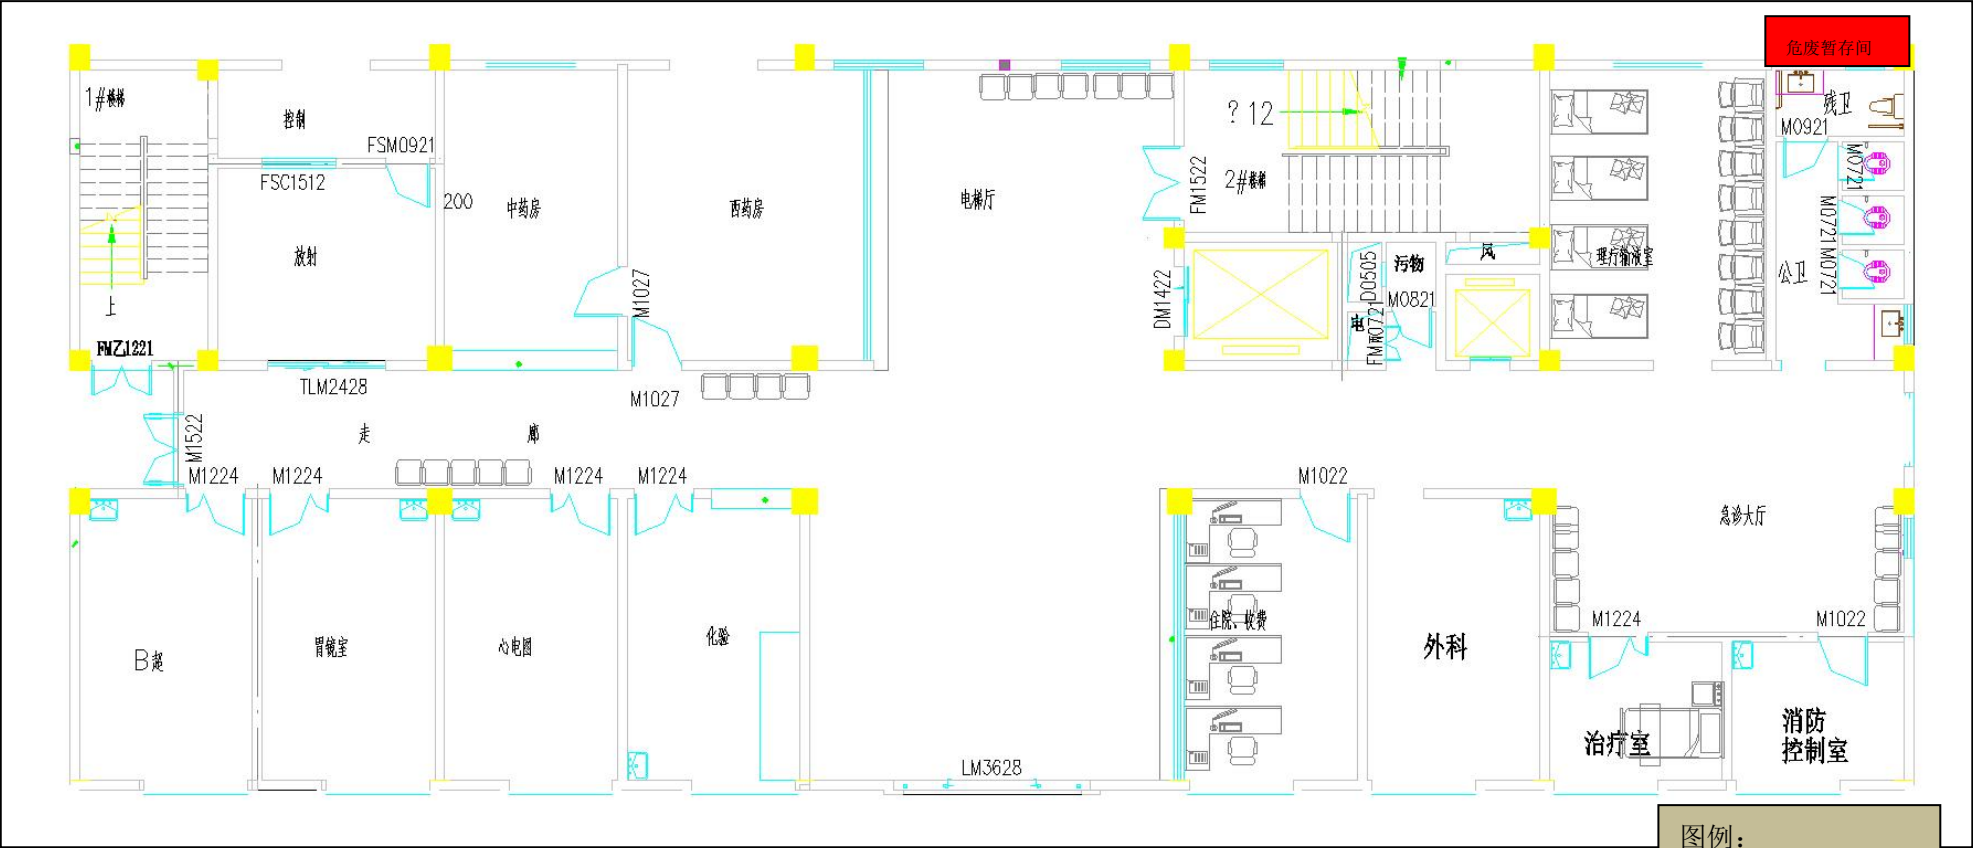 危废暂存间
1#楼梯
控制
FSM0921
FSC1512
200
中药房
西药房
电梯厅
FM1522
?12
2#楼梯
残卫
M0921
M0721
M0721
M0721
公卫
放射
上
FM乙1221
TLM2428
M1027
M1027
DM1422
D0505
污物
M0821
电
风
理疗输液室
走
廊
M1522
M1224
M1224
M1224
M1224
M1022
急诊大厅
B超
胃镜室
心电图
化验
住院、收费
外科
M1224
M1022
治疗室
消防
控制室
LM3628
图例：